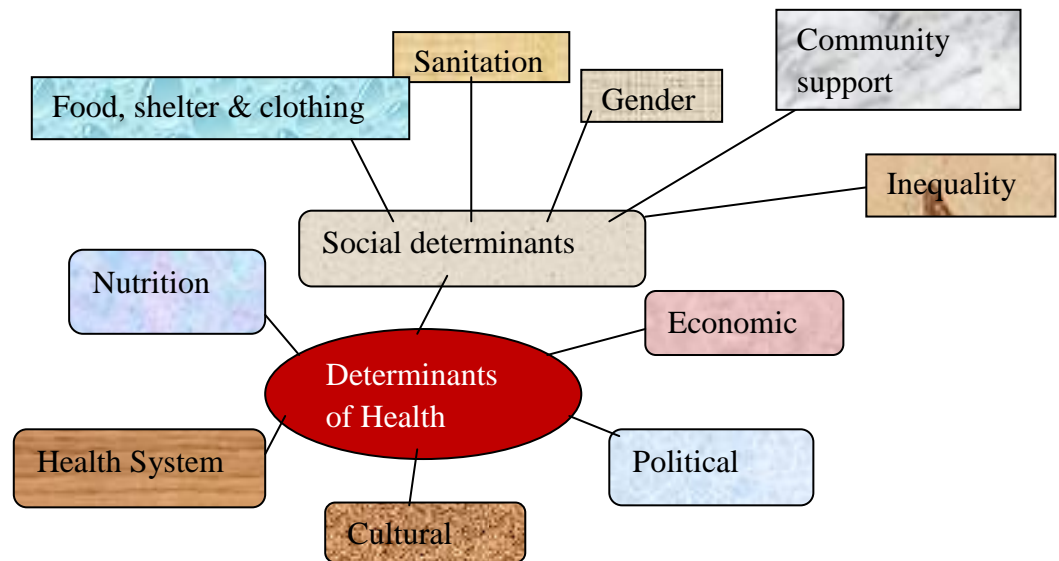 Community
support
Sanitation
Food, shelter & clothing
Gender
Inequality
Social determinants
Nutrition
Economic
Determinants
of Health
Health System
Political
Cultural